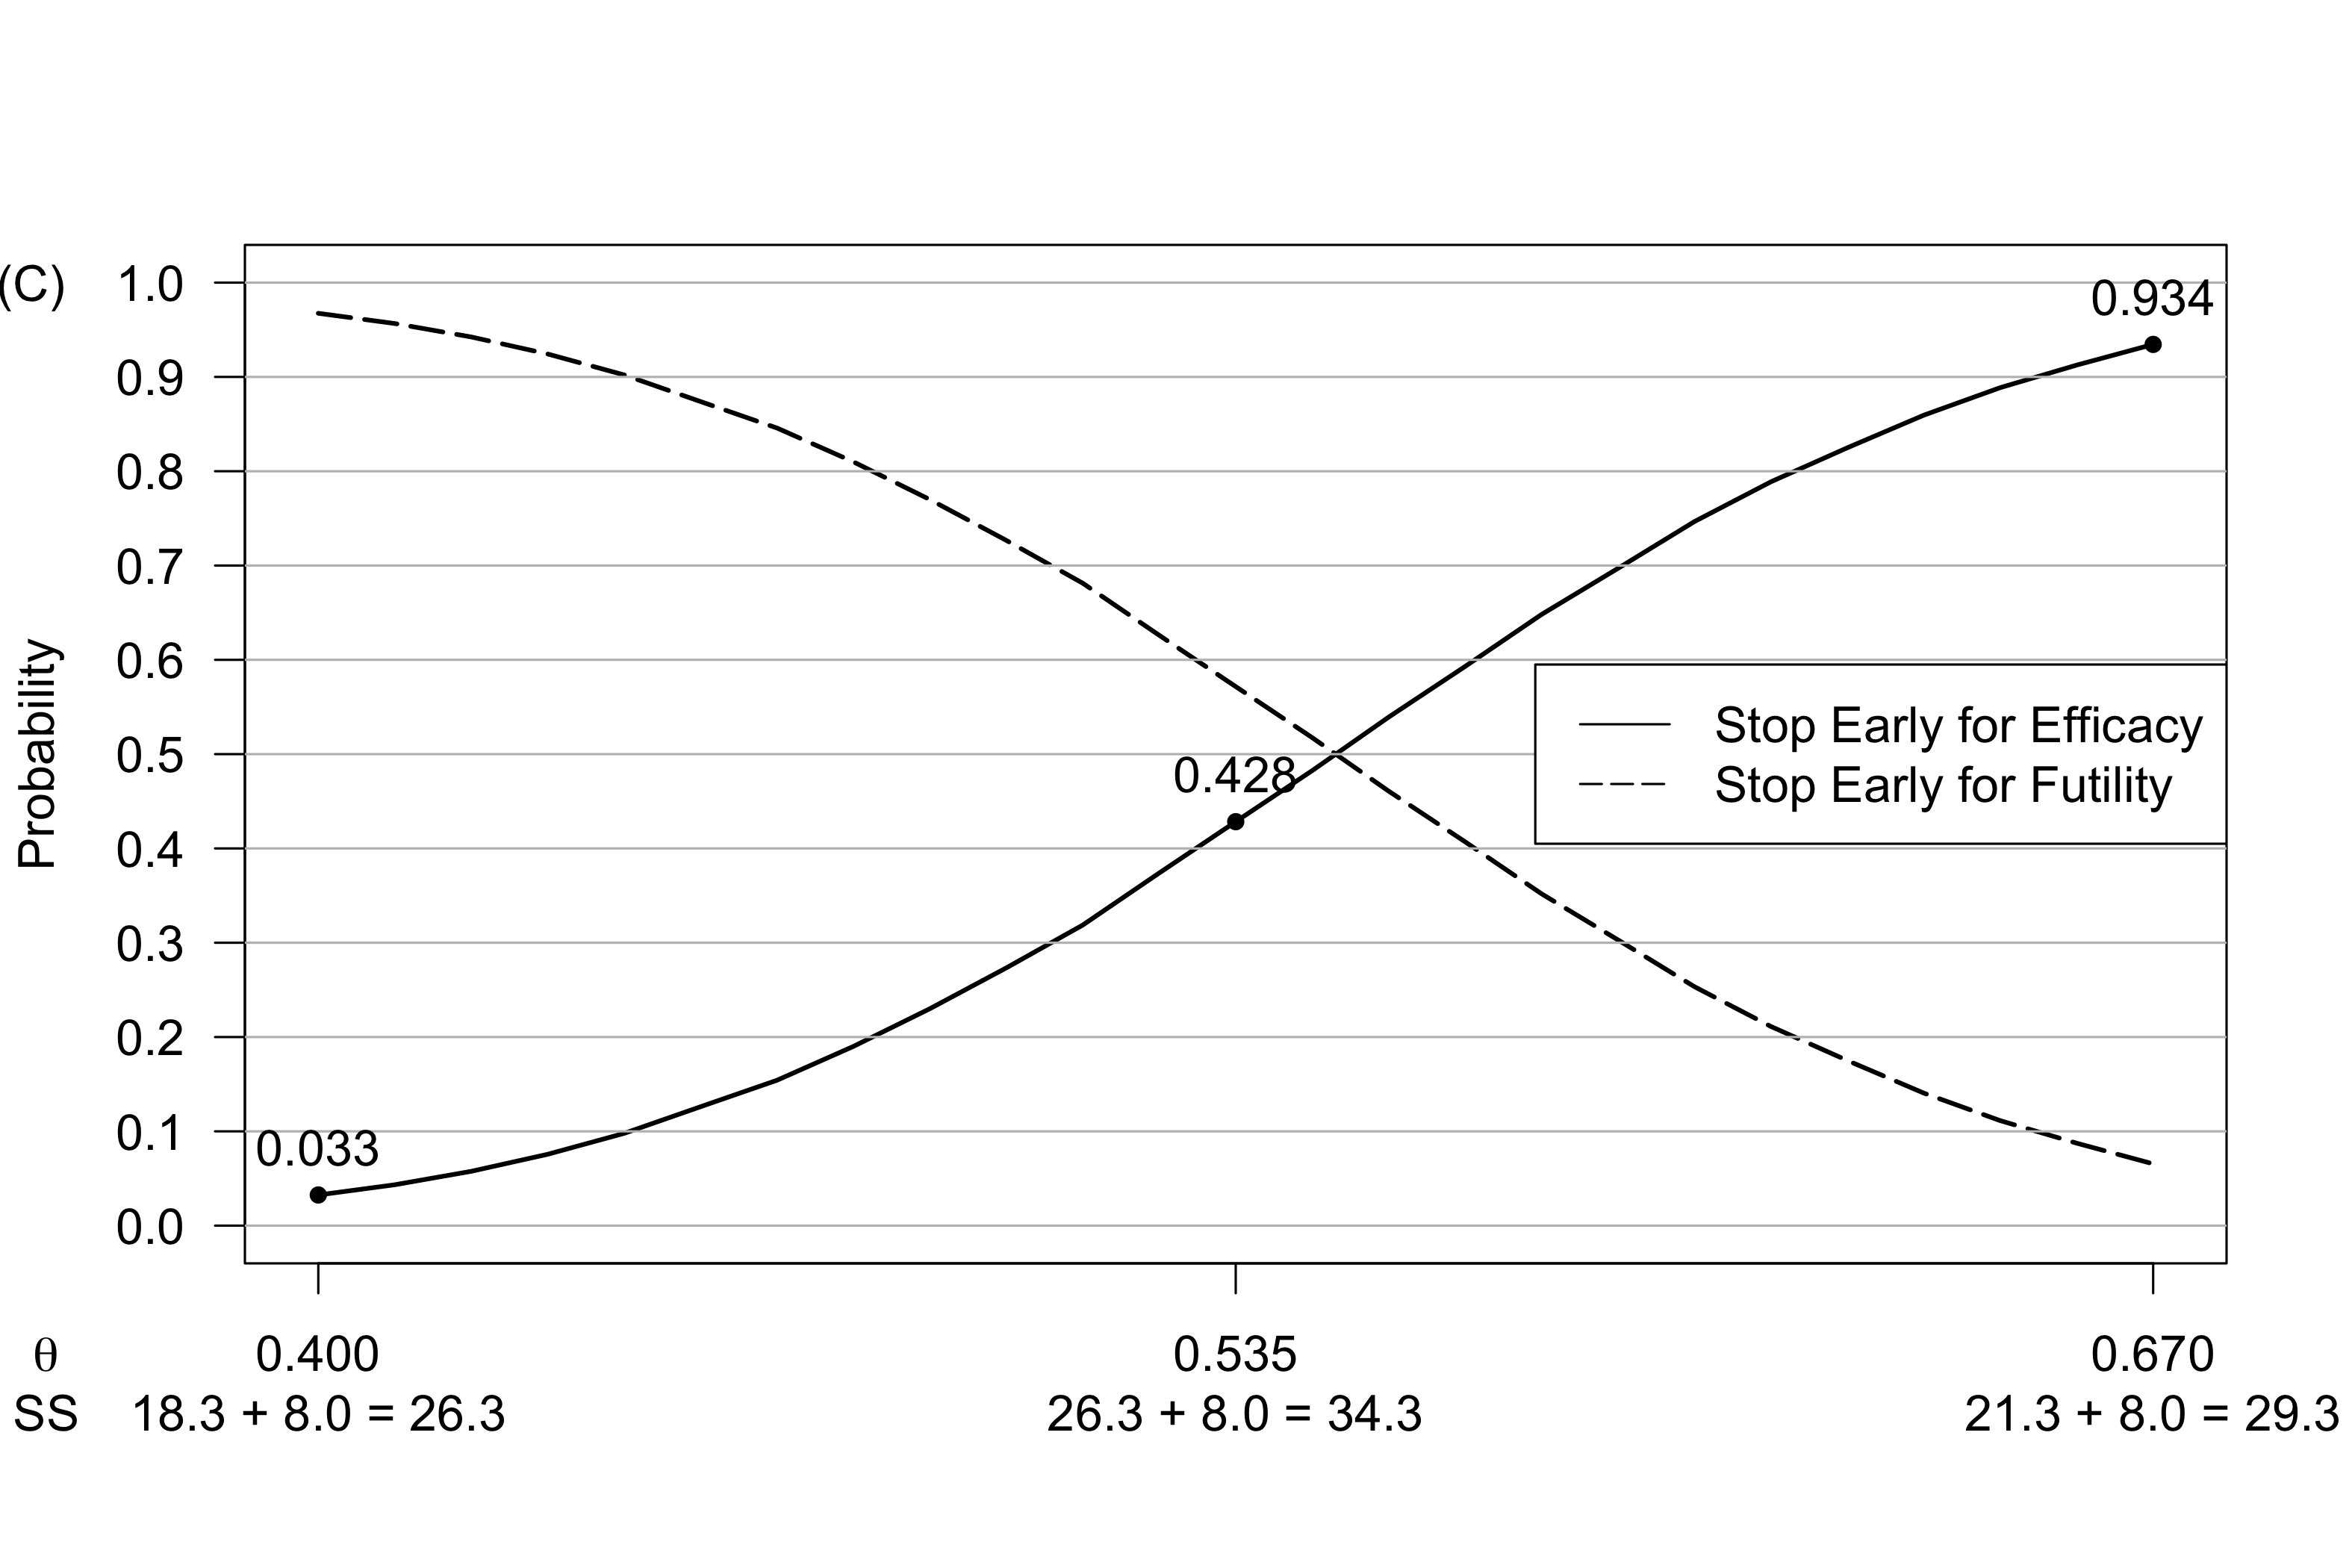 (C)
1.0
0.9
0.8
0.7
0.6
0.5
0.4
0.3
0.2
0.1
0.0
Probability
0.934
0.428
0.033
Stop Early for Efficacy
Stop Early for Futility
θ 0.400 0.535 0.670
SS 18.3 + 8.0 = 26.3 26.3 + 8.0 = 34.3 21.3 + 8.0 = 29.3